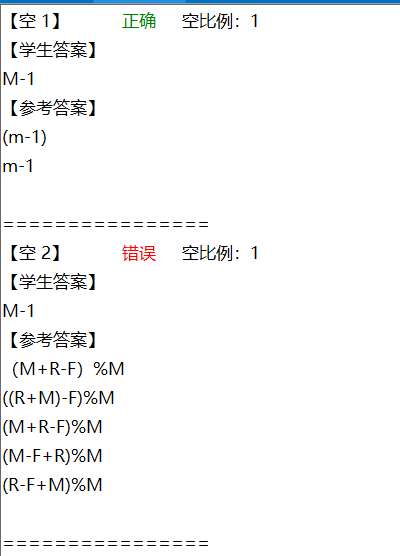 【空 1】 正确 空比例：1
【学生答案】
M-1
【参考答案】
(m-1)
m-1
================
【空 2】 错误 空比例：1
【学生答案】
M-1
【参考答案】
（M+R-F）%M
((R+M)-F)%M
(M+R-F)%M
(M-F+R)%M
(R-F+M)%M
================